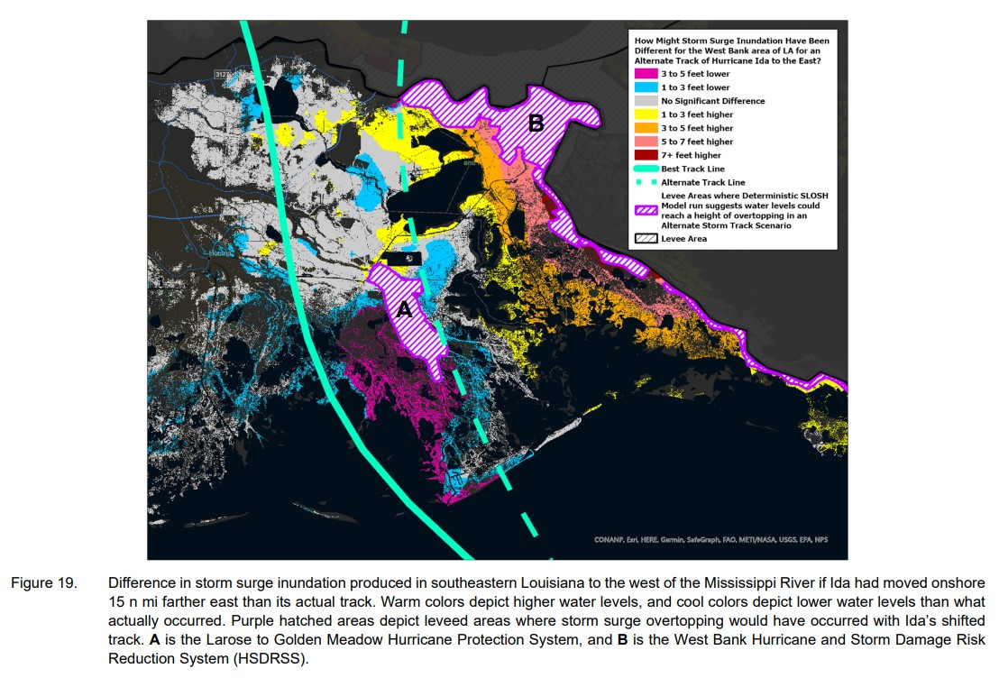 How Might Storm Surge Inundation Have Been
Different for the West Bank area of LA for an
Alternate Track of Hurricane Ida to the East?
3 to 5 feet lower
1 to 3 feet lower
No Significant Difference
1 to 3 feet higher
3 to 5 feet higher
5 to 7 feet higher
7+ feet higher
Best Track Line
Alternate Track Line
Levee Areas where Deterministic SLOSH
Model run suggests water levels could
reach a height of overtopping in an
Alternate Storm Track Scenario
Levee Area
3127
B
A
CONANP, Esri, HERE, Garmin, SafeGraph, FAO, METI/NASA, USGS, EPA, NPS
Figure 19. Difference in storm surge inundation produced in southeastern Louisiana to the west of the Mississippi River if Ida had moved onshore
15 n mi farther east than its actual track. Warm colors depict higher water levels, and cool colors depict lower water levels than what
actually occurred. Purple hatched areas depict leveed areas where storm surge overtopping would have occurred with Ida's shifted
track. A is the Larose to Golden Meadow Hurricane Protection System, and B is the West Bank Hurricane and Storm Damage Risk
Reduction System (HSDRSS).